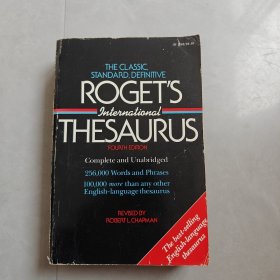 THE CLASSIC,
STANDARD, DEFINITIVE
ROGET'S
International
THESAURUS
FOURTH EDITION
Complete and Unabridged
256,000 Words and Phrases
100,000 more than any other
English-language thesaurus
REVISED BY
ROBERT L. CHAPMAN
The best-selling
English-language
thesaurus